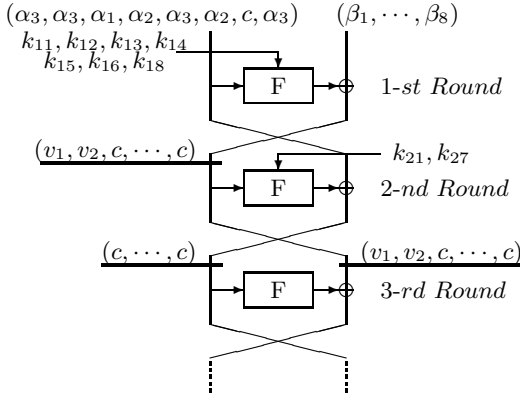 (α₃, α₃, α₁, α₂, α₃, α₂, c, α₃) (β₁, ⋯, β₈)
k₁₁, k₁₂, k₁₃, k₁₄
k₁₅, k₁₆, k₁₈
F 1-st Round
(v₁, v₂, c, ⋯, c) k₂₁, k₂₇
F 2-nd Round
(c, ⋯, c) (v₁, v₂, c, ⋯, c)
F 3-rd Round